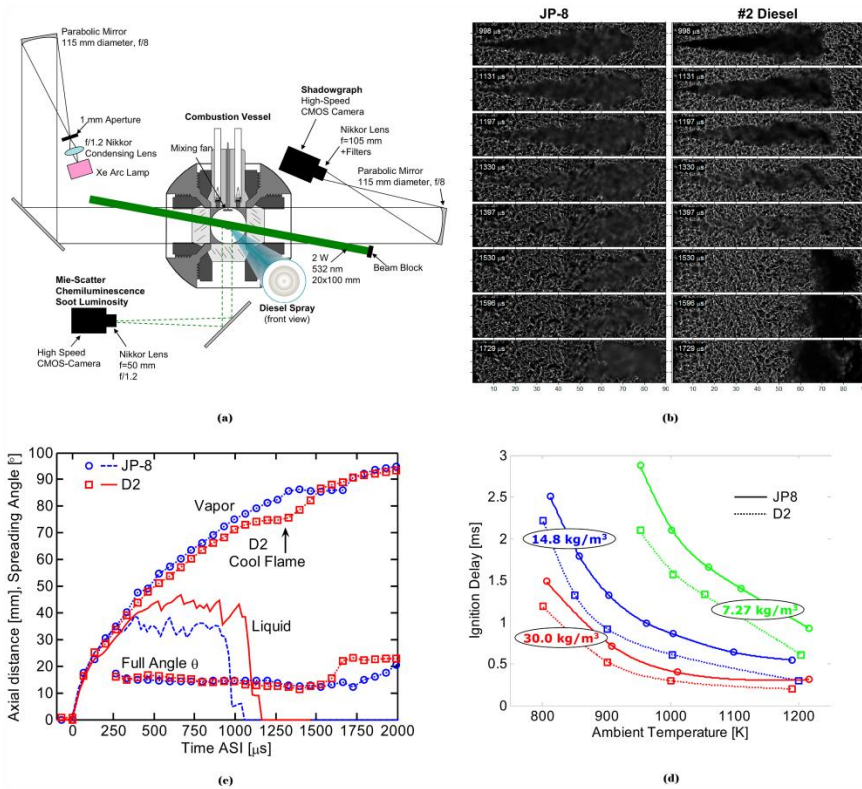 Parabolic Mirror
115 mm diameter, f/8
1 mm Aperture
f/1.2 Nikkor
Condensing Lens
Xe Arc Lamp
Combustion Vessel
Mixing fan
Shadowgraph
High-Speed
CMOS Camera
Nikkor Lens
f=105 mm
+Filters
Parabolic Mirror
115 mm diameter, f/8
2 W
532 nm
20x100 mm
Beam Block
Diesel Spray
(front view)
Mie-Scatter
Chemiluminescence
Soot Luminosity
High Speed
CMOS-Camera
Nikkor Lens
f=50 mm
f/1.2
(a)
JP-8 #2 Diesel
998 µs 998 µs
1131 µs 1131 µs
1197 µs 1197 µs
1330 µs 1330 µs
1397 µs 1397 µs
1530 µs 1530 µs
1596 µs 1596 µs
1729 µs 1729 µs
10 20 30 40 50 60 70 80 90 10 20 30 40 50 60 70 80 90
(b)
Axial distance [mm], Spreading Angle [°]
100
90
80
70
60
50
40
30
20
10
0
JP-8
D2
Vapor
D2
Cool Flame
Liquid
Full Angle θ
0 250 500 750 1000 1250 1500 1750 2000
Time ASI [µs]
(c)
Ignition Delay [ms]
3
2.5
2
1.5
1
0.5
0
JP8
D2
14.8 kg/m³
7.27 kg/m³
30.0 kg/m³
800 900 1000 1100 1200
Ambient Temperature [K]
(d)